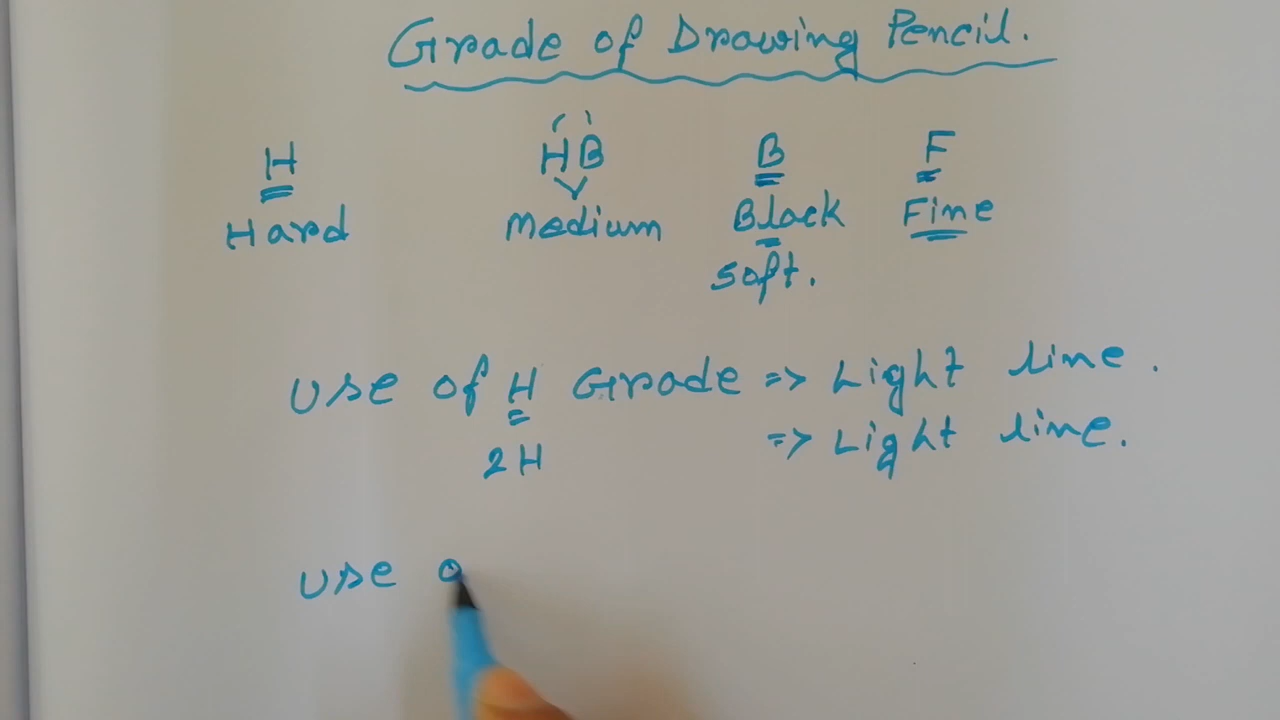 Grade of Drawing Pencil.
H HB B F
Hard Medium Black Fine
Soft.
Use of H Grade => Light line.
2H => Light line.
Use o